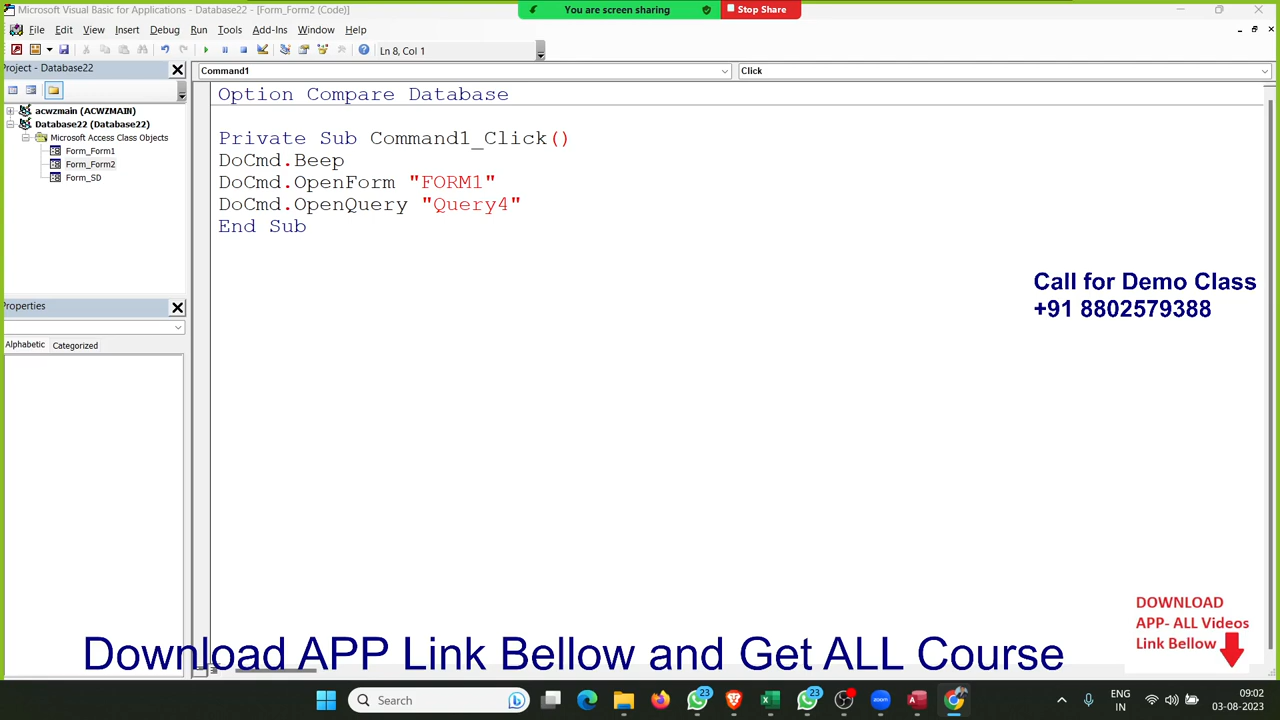 Microsoft Visual Basic for Applications - Database22 - [Form_Form2 (Code)]
You are screen sharing
Stop Share
File Edit View Insert Debug Run Tools Add-Ins Window Help
Ln 8, Col 1
Project - Database22
Command1
Click
acwzmain (ACWZMAIN)
Database22 (Database22)
Microsoft Access Class Objects
Form_Form1
Form_Form2
Form_SD
Option Compare Database
Private Sub Command1_Click()
DoCmd.Beep
DoCmd.OpenForm "FORM1"
DoCmd.OpenQuery "Query4"
End Sub
Properties
Alphabetic Categorized
Call for Demo Class
+91 8802579388
DOWNLOAD
APP- ALL Videos
Link Bellow
Download APP Link Bellow and Get ALL Course
Search
23
23
zoom
ENG
IN
09:02
03-08-2023